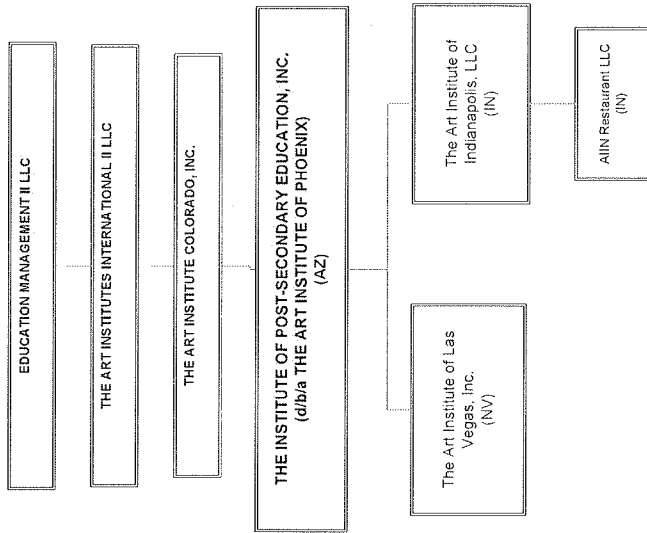 EDUCATION MANAGEMENT II LLC
THE ART INSTITUTES INTERNATIONAL II LLC
THE ART INSTITUTE COLORADO, INC.
THE INSTITUTE OF POST-SECONDARY EDUCATION, INC.
(d/b/a THE ART INSTITUTE OF PHOENIX)
(AZ)
The Art Institute of Las
Vegas, Inc.
(NV)
The Art Institute of
Indianapolis, LLC
(IN)
AIIN Restaurant LLC
(IN)